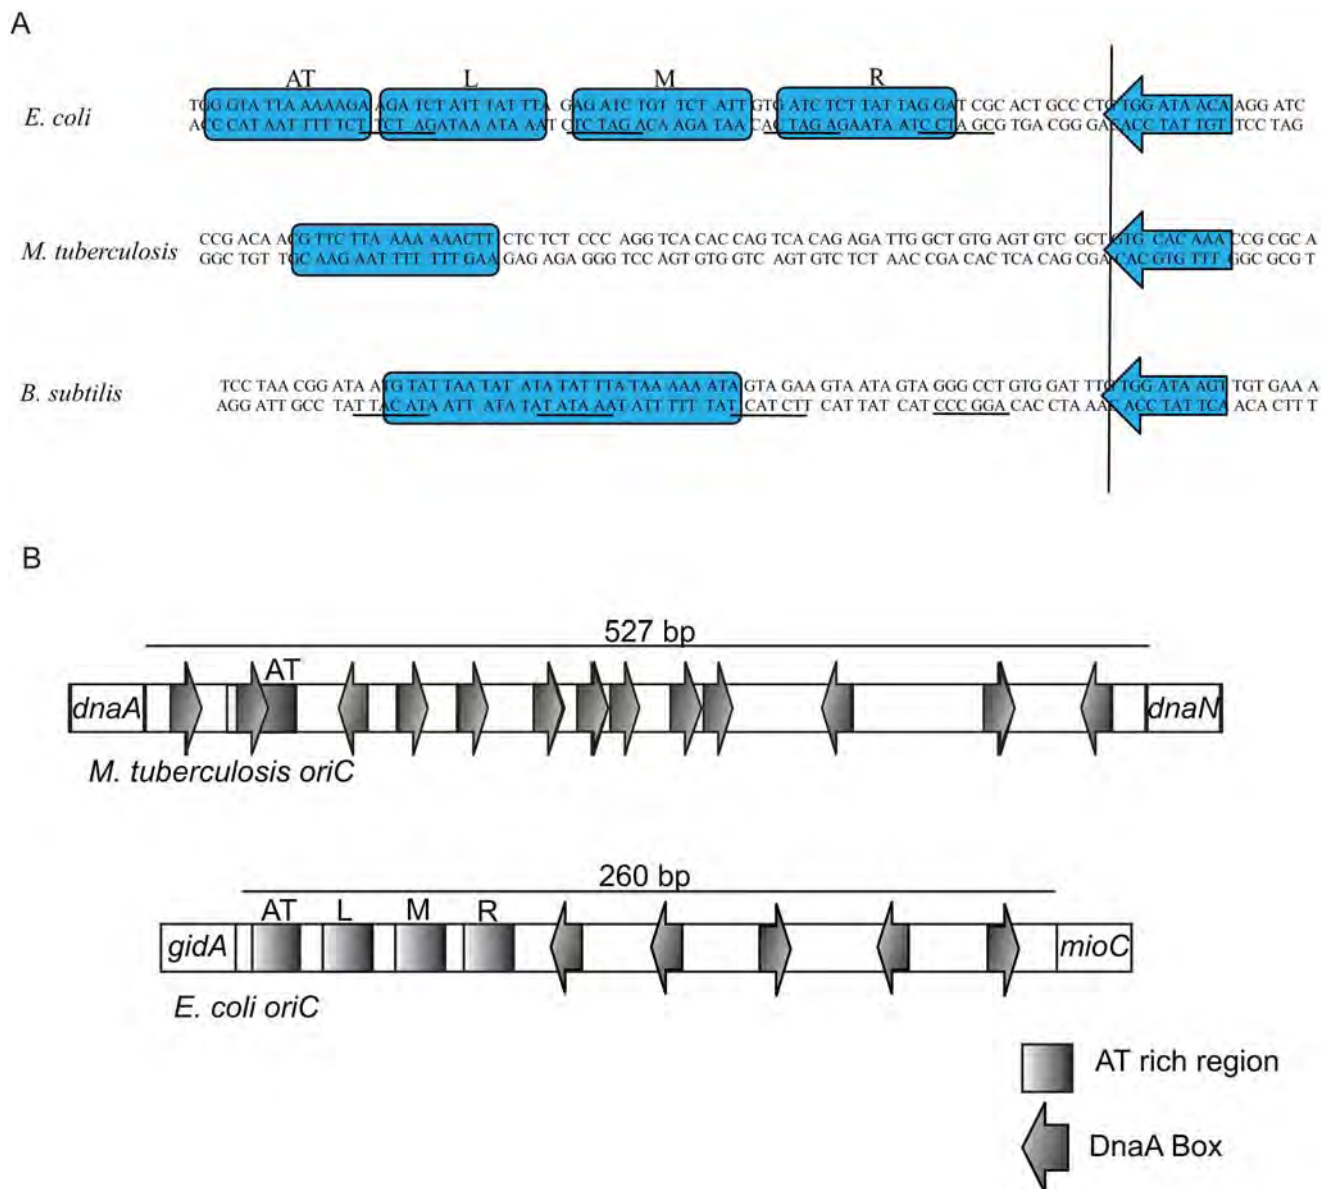 A
AT L M R
E. coli
TGG GTA TTA AAA AGA AGA TCT ATT TAT TTA GAG ATC TGT TCT ATT GTG ATC TCT TAT TAG GAT CGC ACT GCC CTG TGG ATA ACA AGG ATC
ACC CAT AAT TTT TCT TCT AGA TAA ATA AAT CTC TAG ACA AGA TAA CAC TAG AGA ATA ATC CTA GCG TGA CGG GAC ACC TAT TGT TCC TAG
M. tuberculosis
CCG ACA ACG TTC TTA AAA AAA CTT CTC TCT CCC AGG TCA CAC CAG TCA CAG AGA TTG GCT GTG AGT GTC GCT GTG CAC AAA CCG CGC A
GGC TGT TGC AAG AAT TTT TTT GAA GAG AGA GGG TCC AGT GTG GTC AGT GTC TCT AAC CGA CAC TCA CAG CGA CAC GTG TTT GGC GCG T
B. subtilis
TCC TAA CGG ATA ATG TAT TAA TAT ATA TAT TTA TAA AAA ATA GTA GAA GTA ATA GTA GGG CCT GTG GAT TTG TGG ATA AGT TGT GAA A
AGG ATT GCC TAT TAC ATA ATT ATA TAT ATA AAT ATT TTT TAT CAT CTT CAT TAT CAT CCC GGA CAC CTA AAC ACC TAT TCA ACA CTT T
B
527 bp
AT
dnaA dnaN
M. tuberculosis oriC
260 bp
AT L M R
gidA mioC
E. coli oriC
AT rich region
DnaA Box